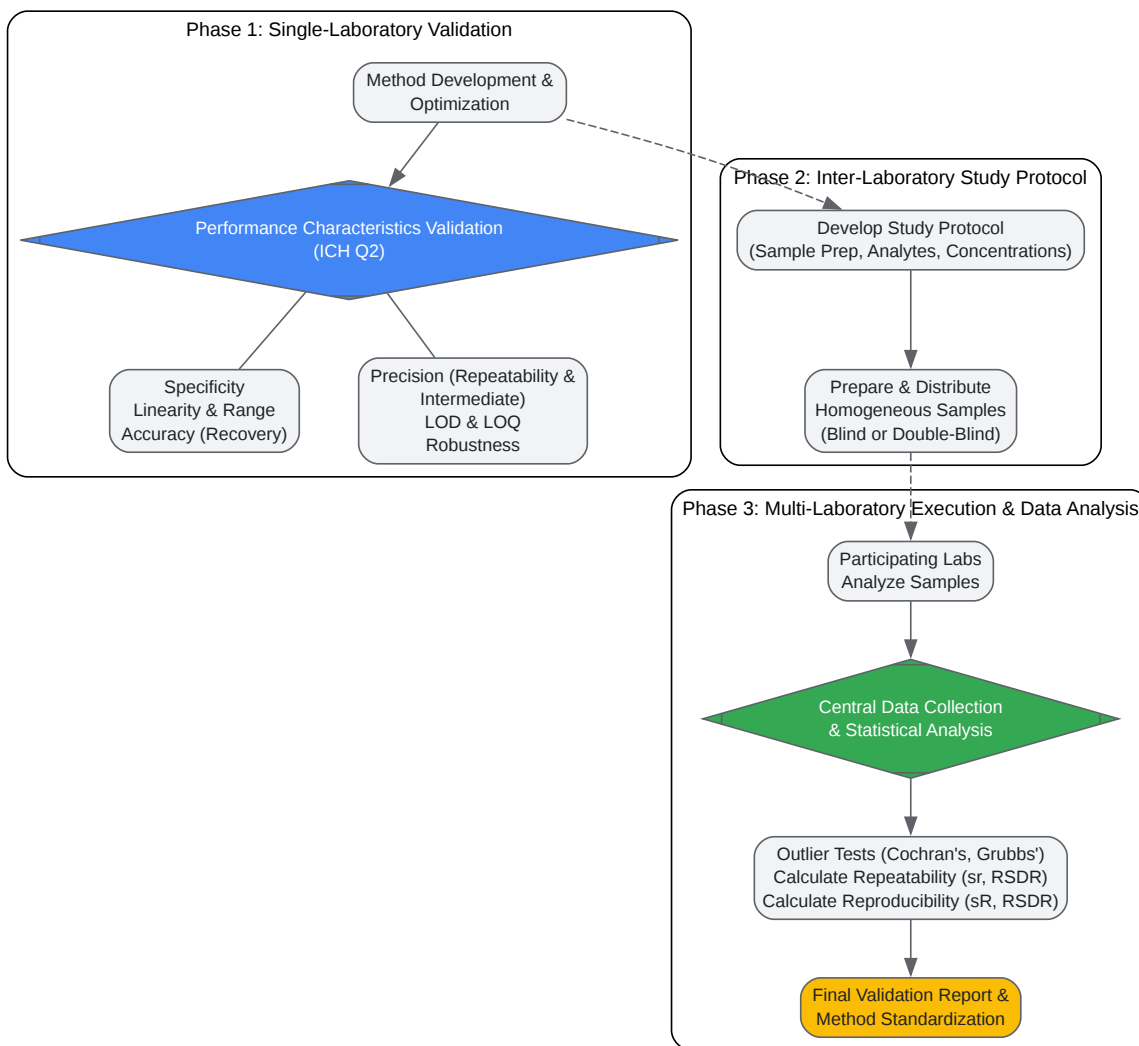 Phase 1: Single-Laboratory Validation
Method Development &
Optimization
Performance Characteristics Validation
(ICH Q2)
Specificity
Linearity & Range
Accuracy (Recovery)
Precision (Repeatability &
Intermediate)
LOD & LOQ
Robustness
Phase 2: Inter-Laboratory Study Protocol
Develop Study Protocol
(Sample Prep, Analytes, Concentrations)
Prepare & Distribute
Homogeneous Samples
(Blind or Double-Blind)
Phase 3: Multi-Laboratory Execution & Data Analysis
Participating Labs
Analyze Samples
Central Data Collection
& Statistical Analysis
Outlier Tests (Cochran's, Grubbs')
Calculate Repeatability (sr, RSDR)
Calculate Reproducibility (sR, RSDR)
Final Validation Report &
Method Standardization